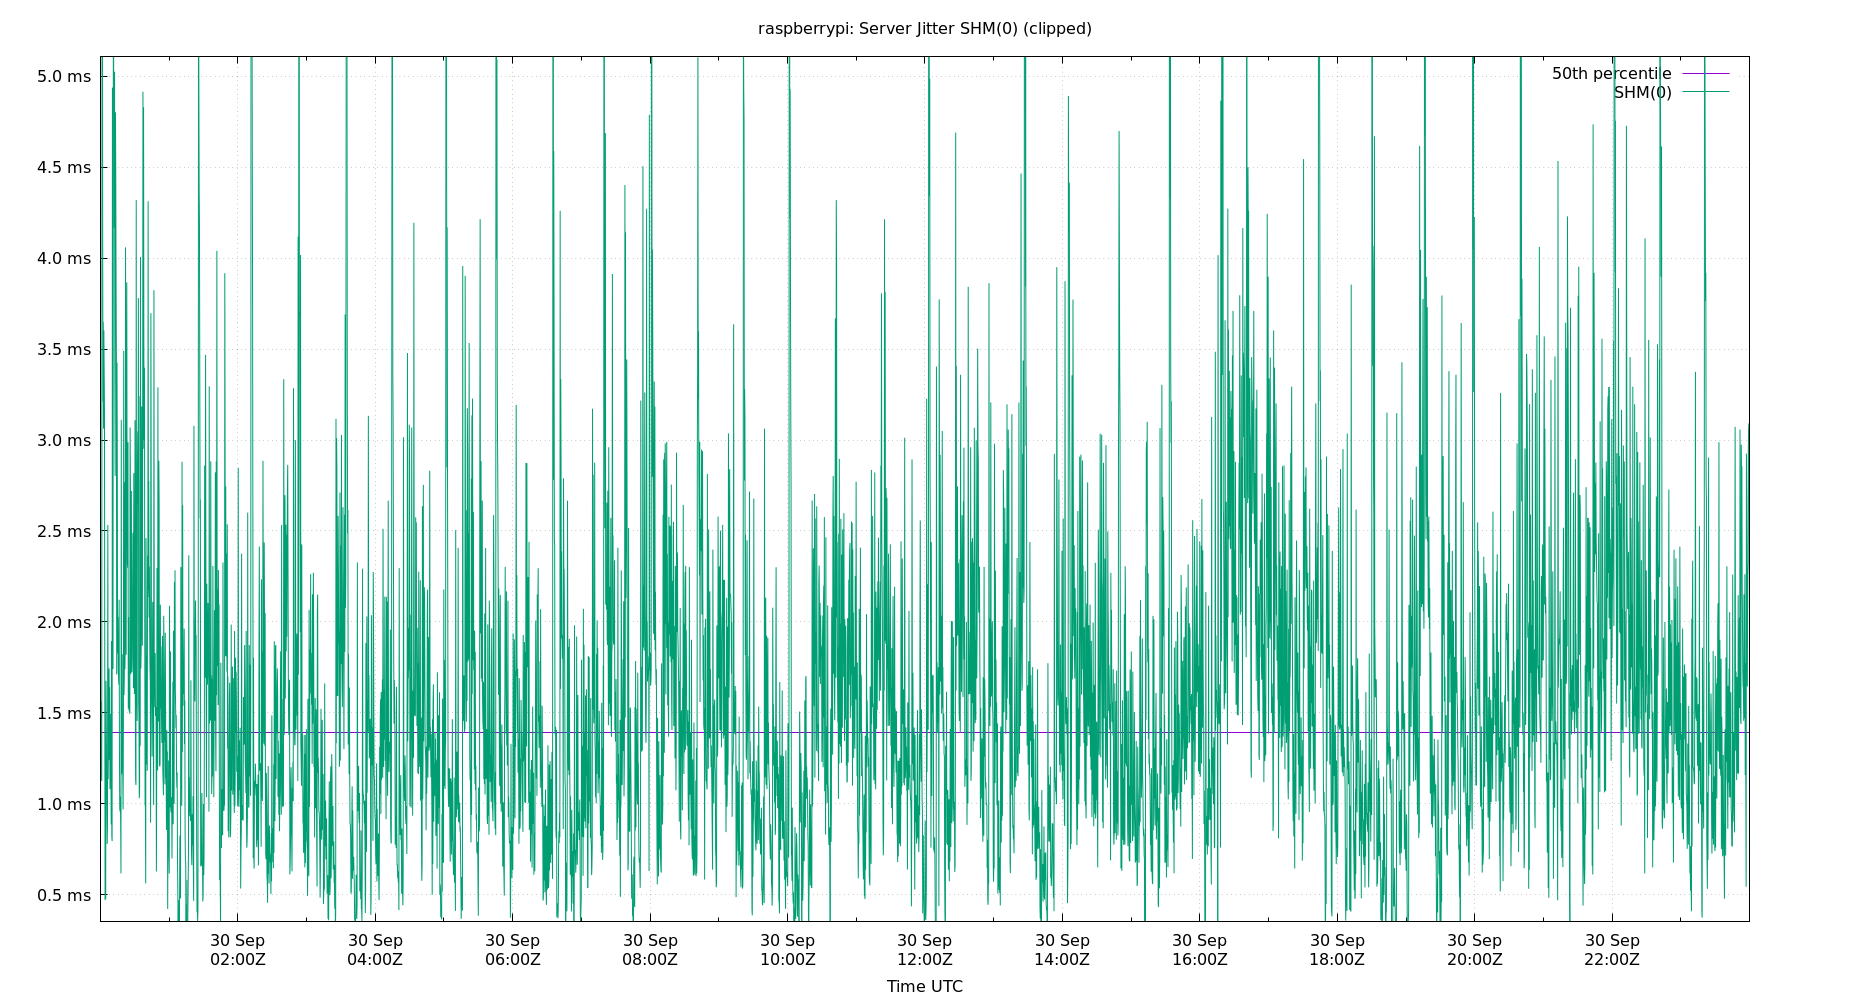 raspberrypi: Server Jitter SHM(0) (clipped)
50th percentile
SHM(0)
5.0 ms
4.5 ms
4.0 ms
3.5 ms
3.0 ms
2.5 ms
2.0 ms
1.5 ms
1.0 ms
0.5 ms
30 Sep 30 Sep 30 Sep 30 Sep 30 Sep 30 Sep 30 Sep 30 Sep 30 Sep 30 Sep 30 Sep
02:00Z 04:00Z 06:00Z 08:00Z 10:00Z 12:00Z 14:00Z 16:00Z 18:00Z 20:00Z 22:00Z
Time UTC